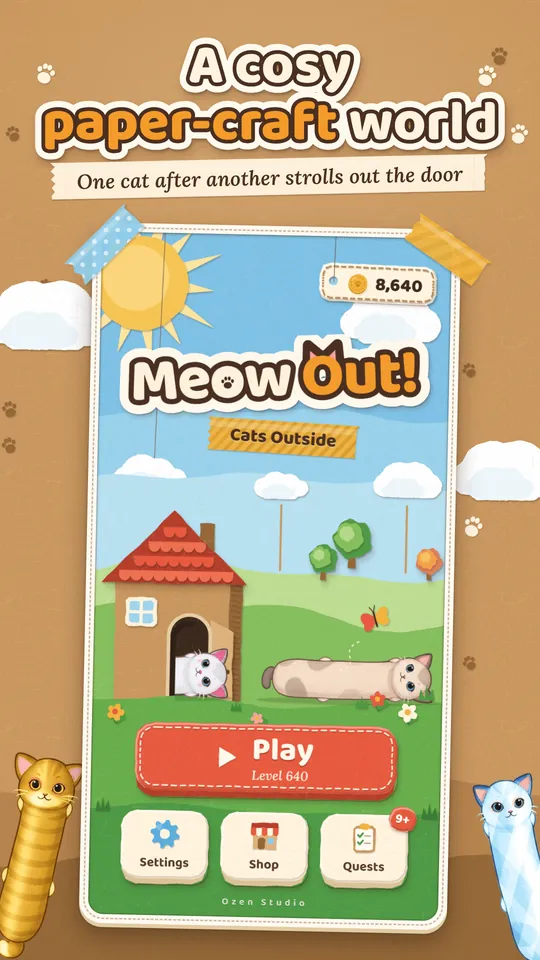 A cosy
paper-craft world
One cat after another strolls out the door
8,640
Meow Out!
Cats Outside
Play
Level 640
9+
Settings
Shop
Quests
Ozen Studio